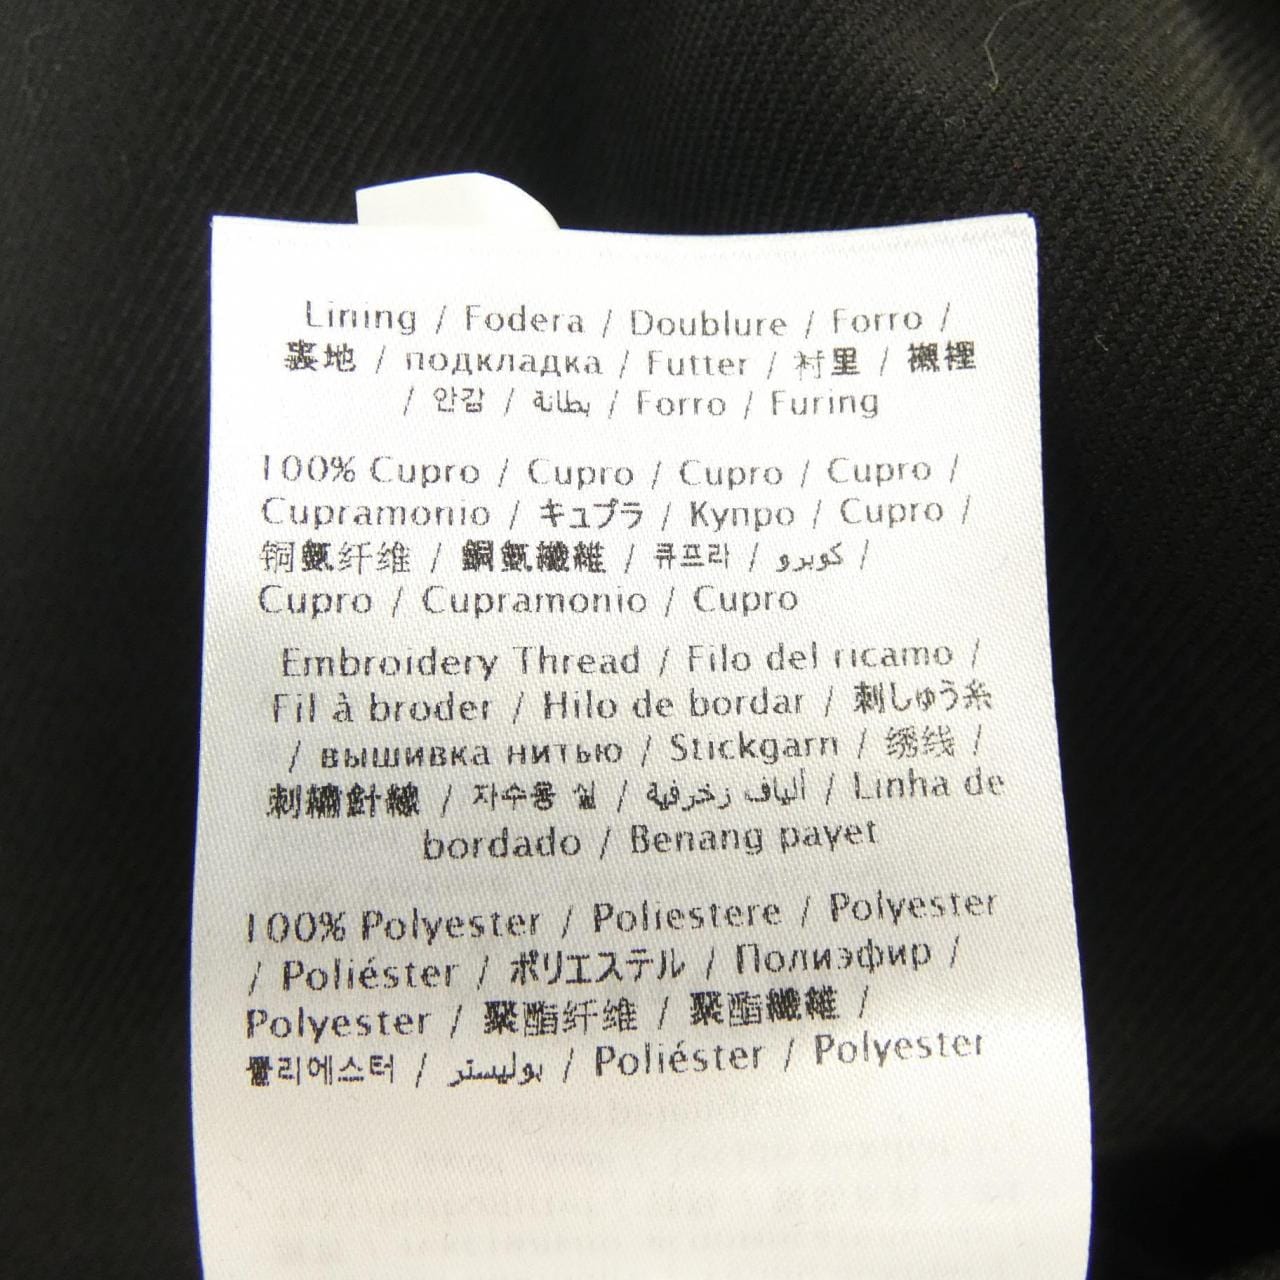 Lining / Fodera / Doublure / Forro /
裏地 / подкладка / Futter / 衬里 / 襯裡
/ 안감 / بطانة / Forro / Furing
100% Cupro / Cupro / Cupro / Cupro /
Cupramonio / キュプラ / Купро / Cupro /
铜氨纤维 / 銅氨纖維 / 큐프라 / كوبرو /
Cupro / Cupramonio / Cupro
Embroidery Thread / Filo del ricamo /
Fil à broder / Hilo de bordar / 刺しゅう糸
/ вышивка нитью / Stickgarn / 绣线 /
刺繡針線 / 자수용 실 / ألياف زخرفية / Linha de
bordado / Benang payet
100% Polyester / Poliestere / Polyester
/ Poliéster / ポリエステル / Полиэфир /
Polyester / 聚酯纤维 / 聚酯纖維 /
폴리에스터 / بوليستر / Poliéster / Polyester